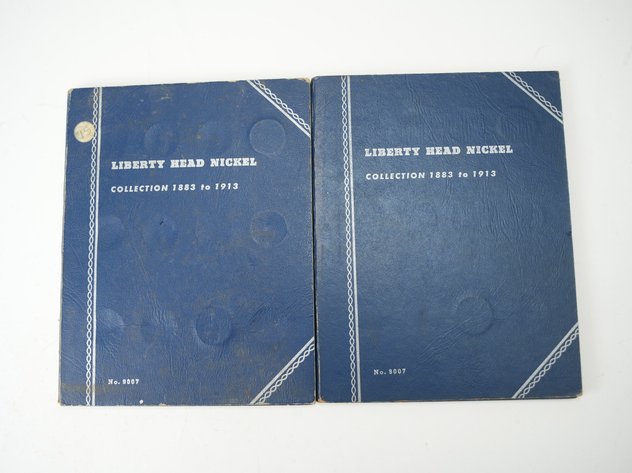 LIBERTY HEAD NICKEL
COLLECTION 1883 to 1913
No. 9007
LIBERTY HEAD NICKEL
COLLECTION 1883 to 1913
No. 9007